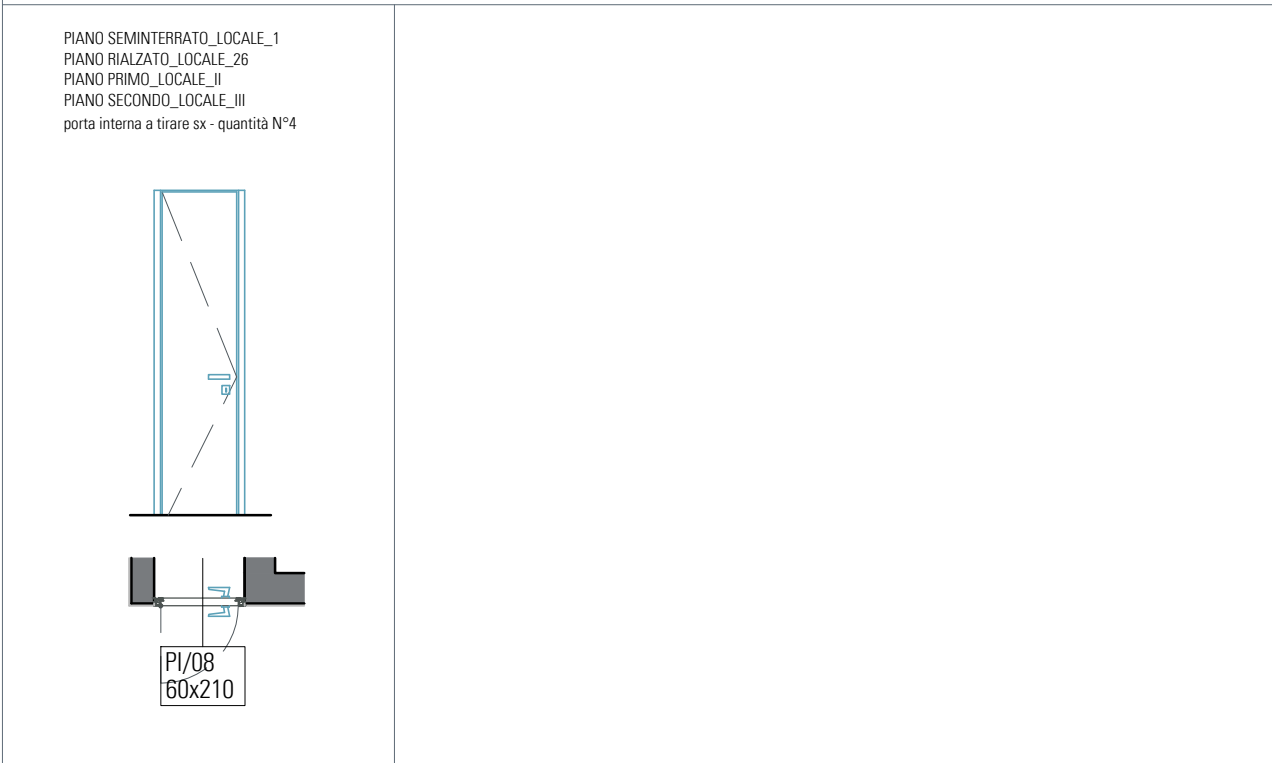 PIANO SEMINTERRATO_LOCALE_1
PIANO RIALZATO_LOCALE_26
PIANO PRIMO_LOCALE_II
PIANO SECONDO_LOCALE_III
porta interna a tirare sx - quantità N°4
PI/08
60x210